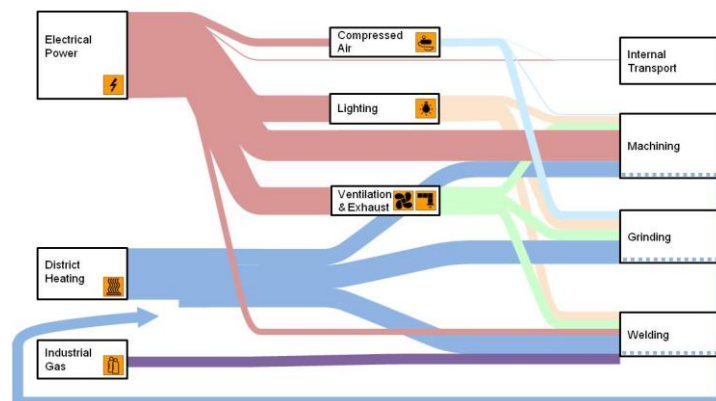 Electrical
Power
Compressed
Air
Internal
Transport
Lighting
Machining
Ventilation
& Exhaust
Grinding
District
Heating
Welding
Industrial
Gas